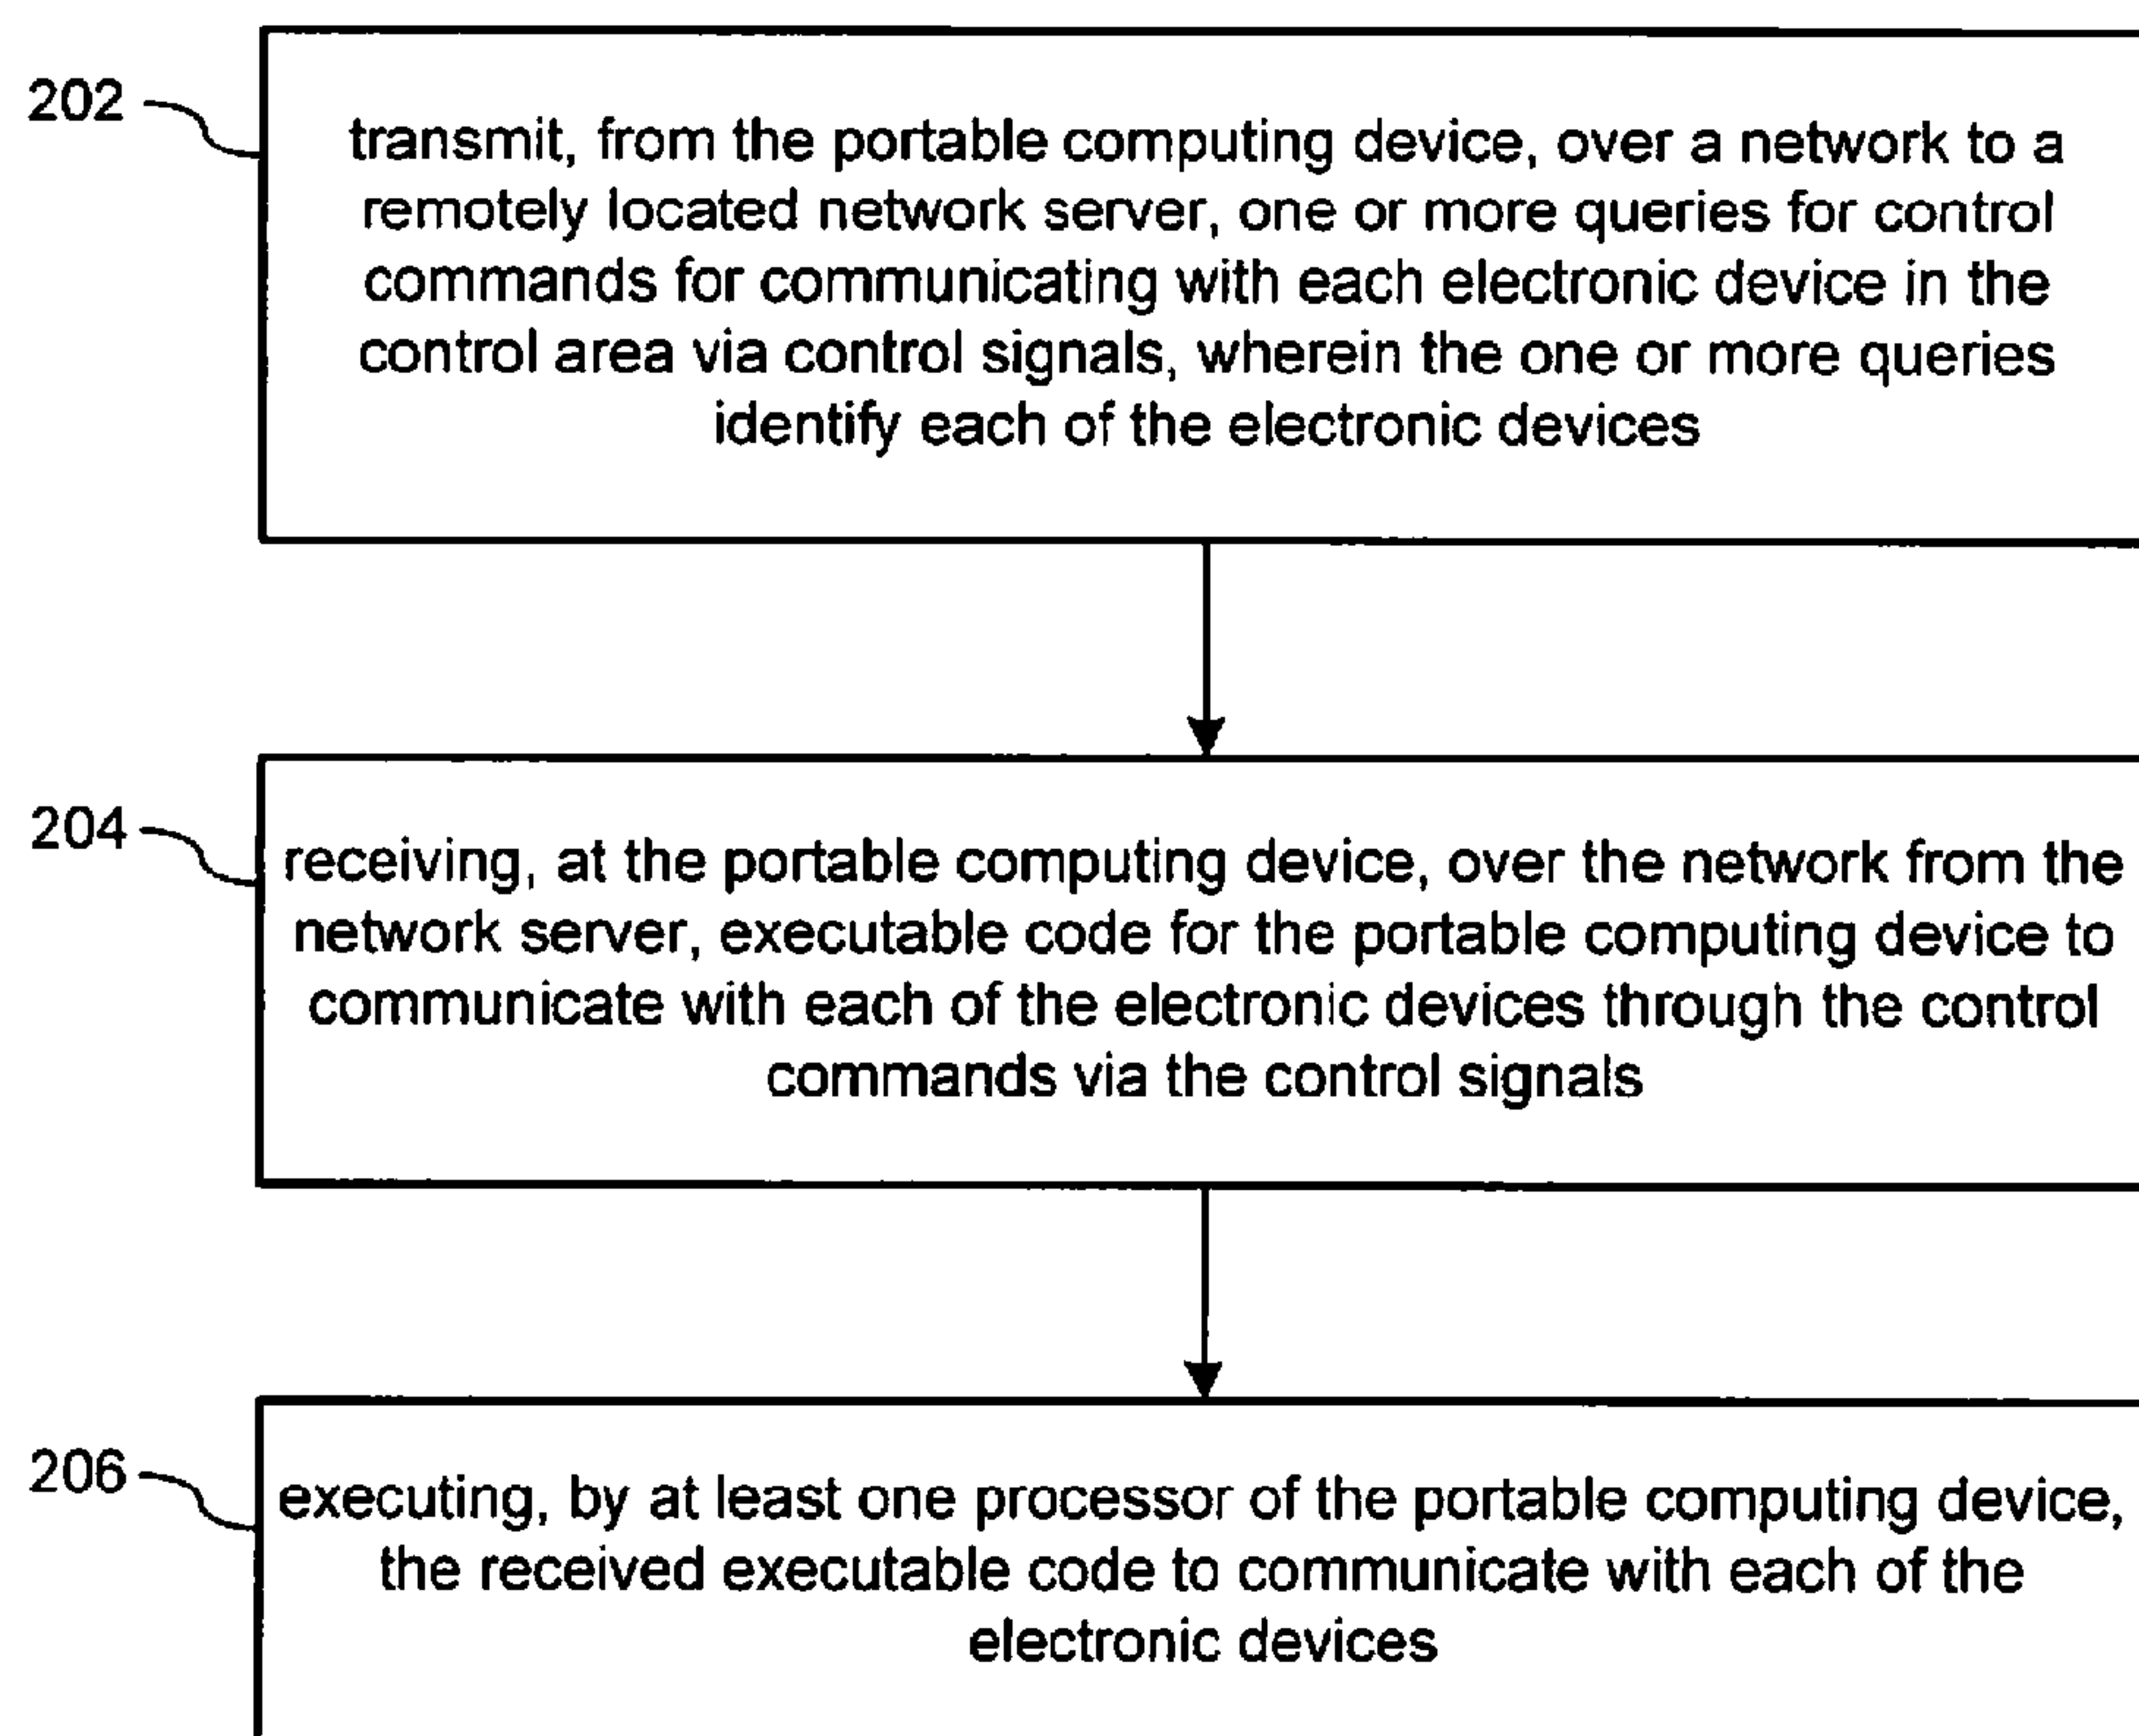 202
transmit, from the portable computing device, over a network to a
remotely located network server, one or more queries for control
commands for communicating with each electronic device in the
control area via control signals, wherein the one or more queries
identify each of the electronic devices
204
receiving, at the portable computing device, over the network from the
network server, executable code for the portable computing device to
communicate with each of the electronic devices through the control
commands via the control signals
206
executing, by at least one processor of the portable computing device,
the received executable code to communicate with each of the
electronic devices